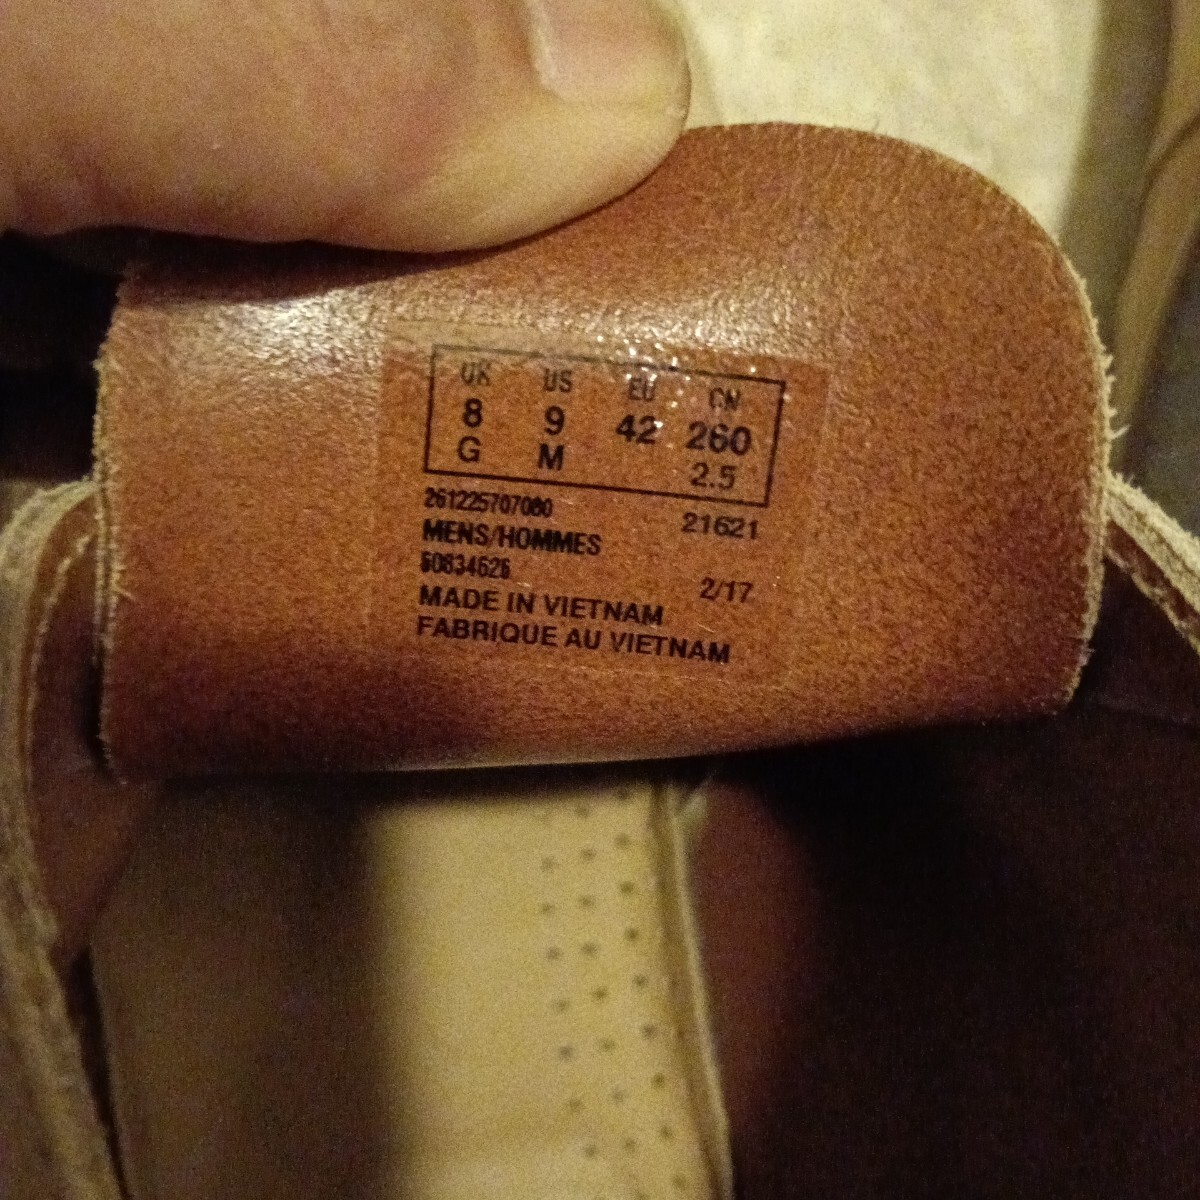 UK US EU CN
8 9 42 260
G M 2.5
261225707080 21621
MENS/HOMMES
50834626 2/17
MADE IN VIETNAM
FABRIQUE AU VIETNAM